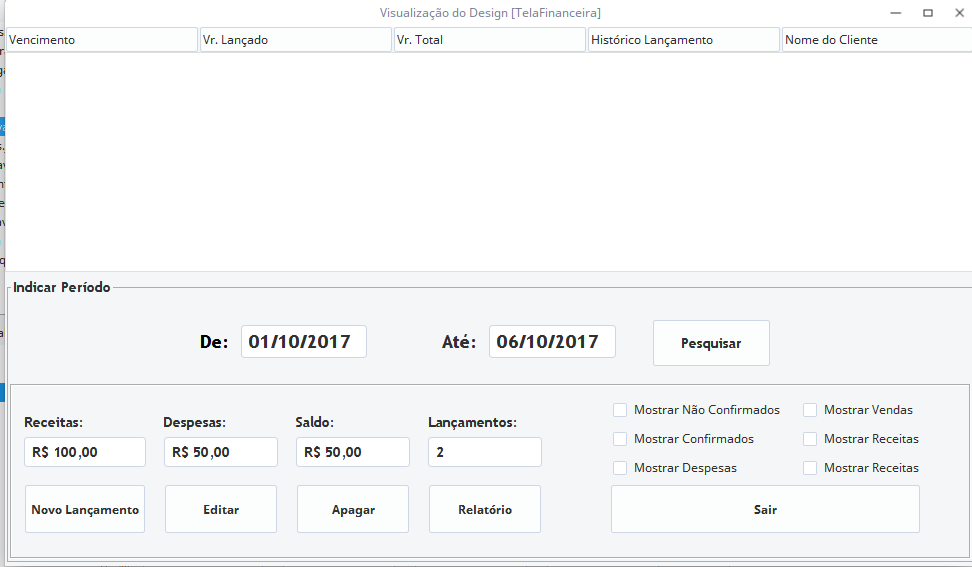 Visualização do Design [TelaFinanceira]
Vencimento Vr. Lançado Vr. Total Histórico Lançamento Nome do Cliente
Indicar Período
De: 01/10/2017 Até: 06/10/2017 Pesquisar
Receitas: Despesas: Saldo: Lançamentos:
R$ 100,00 R$ 50,00 R$ 50,00 2
Mostrar Não Confirmados Mostrar Vendas
Mostrar Confirmados Mostrar Receitas
Mostrar Despesas Mostrar Receitas
Novo Lançamento Editar Apagar Relatório Sair